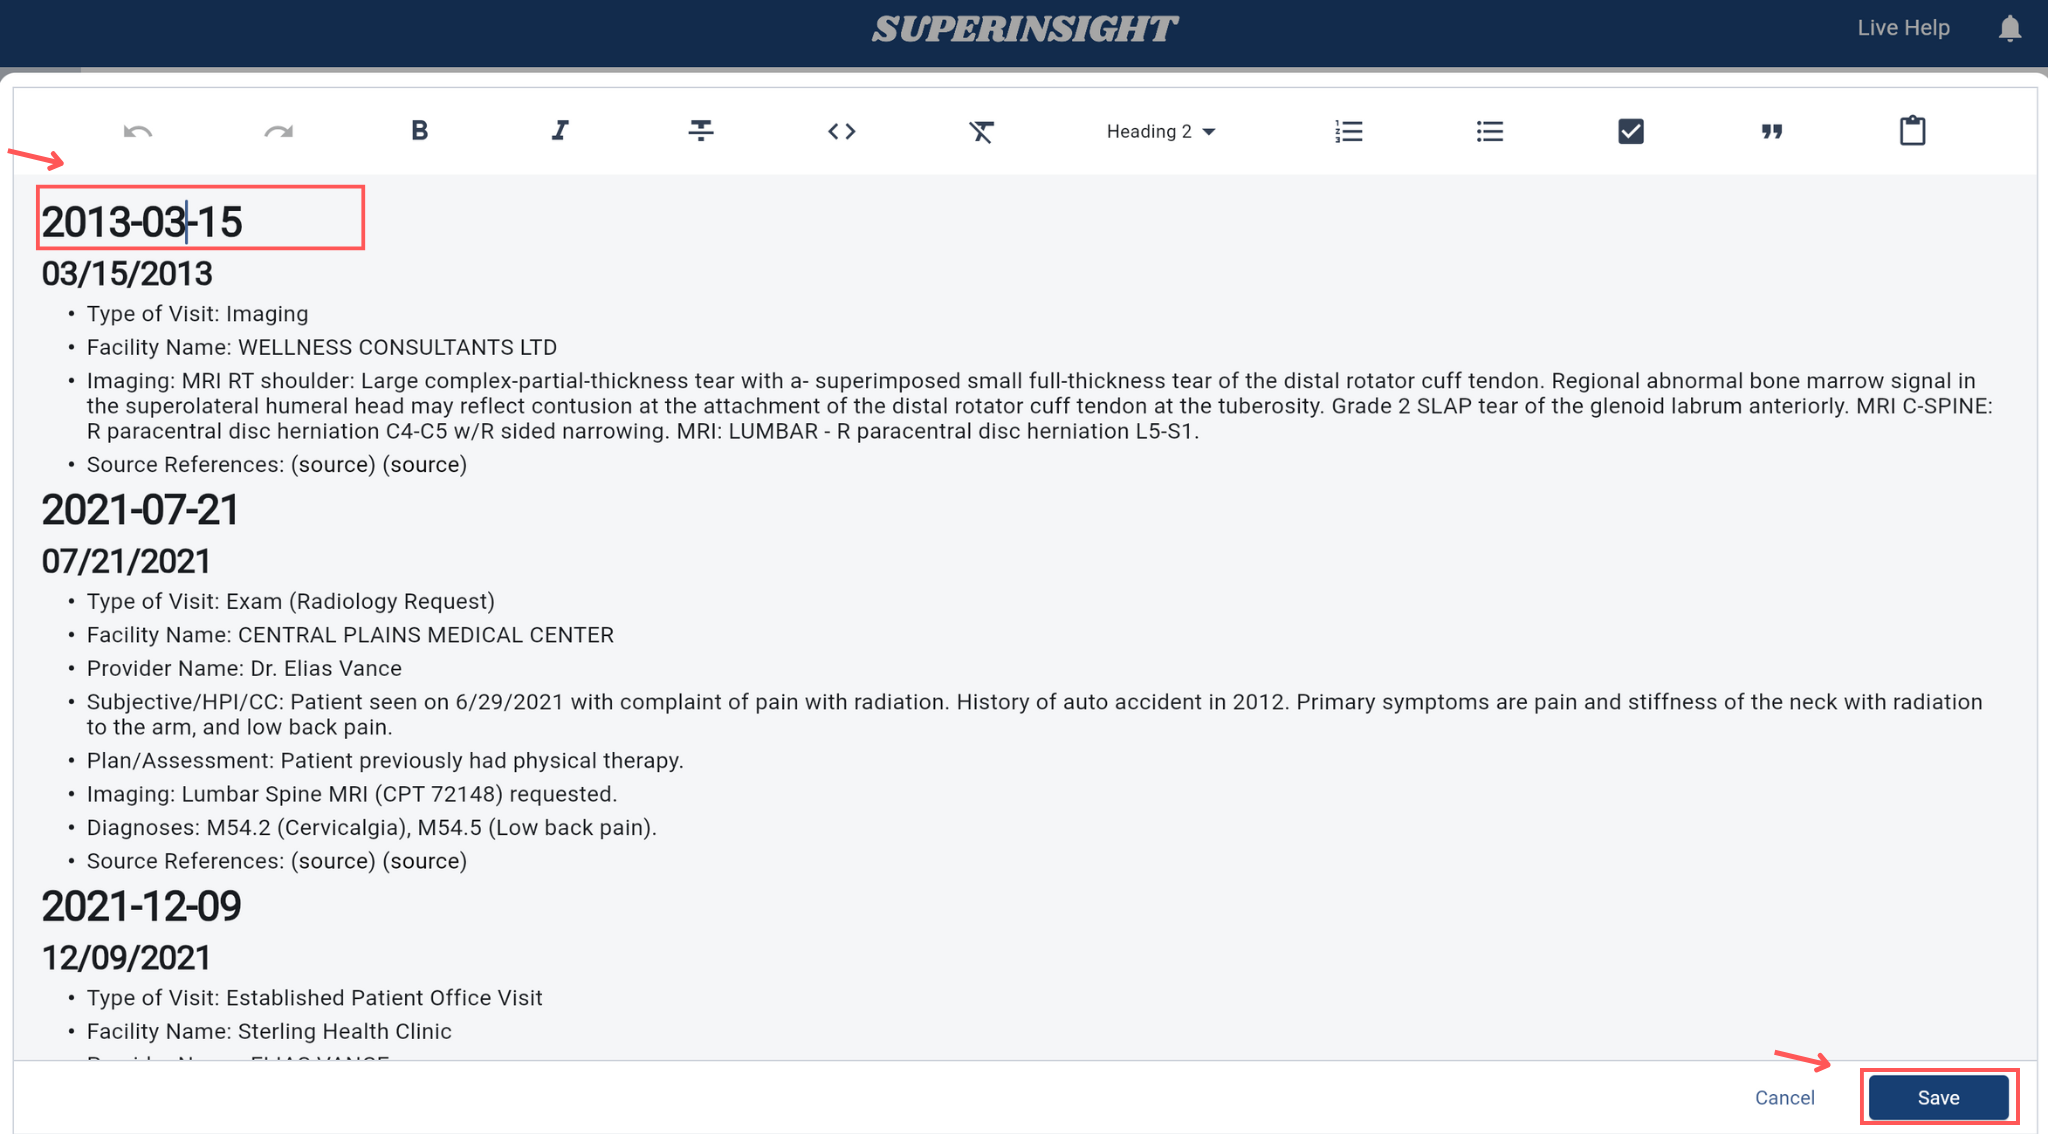 SUPERINSIGHT
Live Help
B I T <> Heading 2
2013-03-15
03/15/2013
• Type of Visit: Imaging
• Facility Name: WELLNESS CONSULTANTS LTD
• Imaging: MRI RT shoulder: Large complex-partial-thickness tear with a- superimposed small full-thickness tear of the distal rotator cuff tendon. Regional abnormal bone marrow signal in
the superolateral humeral head may reflect contusion at the attachment of the distal rotator cuff tendon at the tuberosity. Grade 2 SLAP tear of the glenoid labrum anteriorly. MRI C-SPINE:
R paracentral disc herniation C4-C5 w/R sided narrowing. MRI: LUMBAR - R paracentral disc herniation L5-S1.
• Source References: (source) (source)
2021-07-21
07/21/2021
• Type of Visit: Exam (Radiology Request)
• Facility Name: CENTRAL PLAINS MEDICAL CENTER
• Provider Name: Dr. Elias Vance
• Subjective/HPI/CC: Patient seen on 6/29/2021 with complaint of pain with radiation. History of auto accident in 2012. Primary symptoms are pain and stiffness of the neck with radiation
to the arm, and low back pain.
• Plan/Assessment: Patient previously had physical therapy.
• Imaging: Lumbar Spine MRI (CPT 72148) requested.
• Diagnoses: M54.2 (Cervicalgia), M54.5 (Low back pain).
• Source References: (source) (source)
2021-12-09
12/09/2021
• Type of Visit: Established Patient Office Visit
• Facility Name: Sterling Health Clinic
Cancel
Save